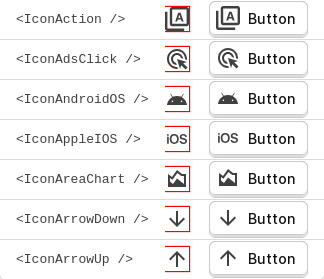 <IconAction /> A A Button
<IconAdsClick /> Button
<IconAndroidOS /> Button
<IconAppleIOS /> iOS iOS Button
<IconAreaChart /> Button
<IconArrowDown /> Button
<IconArrowUp /> Button